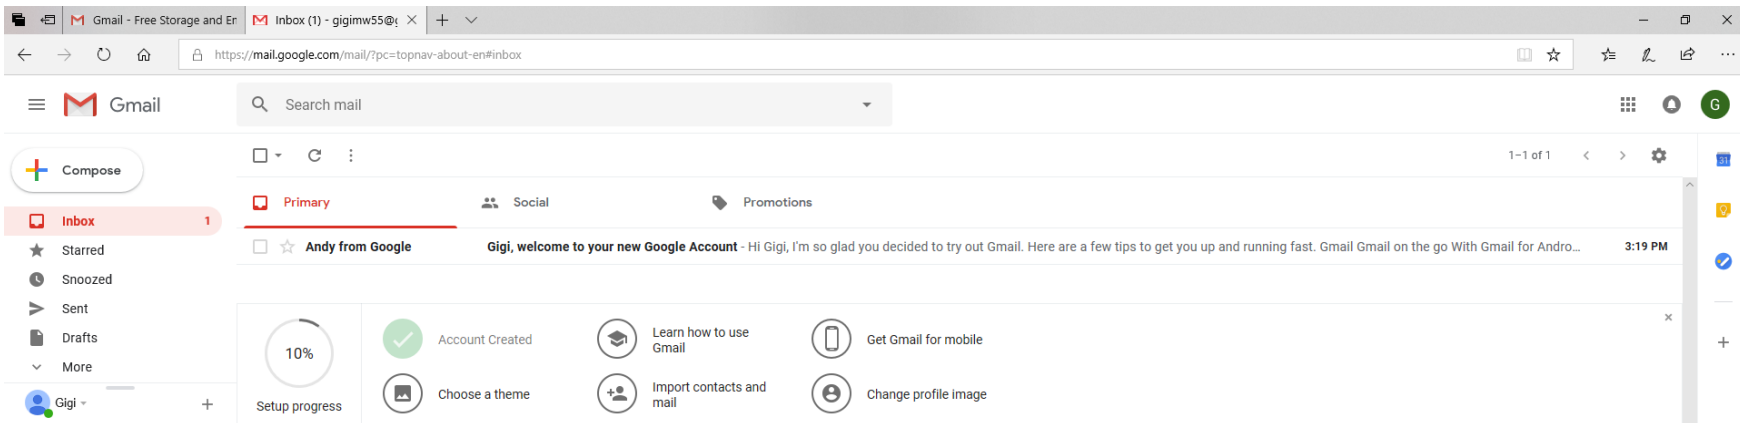 Gmail - Free Storage and Em
Inbox (1) - gigimw55@g
https://mail.google.com/mail/?pc=topnav-about-en#inbox
Gmail
Search mail
G
Compose
1–1 of 1
31
Primary
Social
Promotions
Inbox 1
Andy from Google Gigi, welcome to your new Google Account - Hi Gigi, I'm so glad you decided to try out Gmail. Here are a few tips to get you up and running fast. Gmail Gmail on the go With Gmail for Andro... 3:19 PM
Starred
Snoozed
Sent
Drafts
More
Gigi
10%
Setup progress
Account Created
Learn how to use
Gmail
Get Gmail for mobile
Choose a theme
Import contacts and
mail
Change profile image